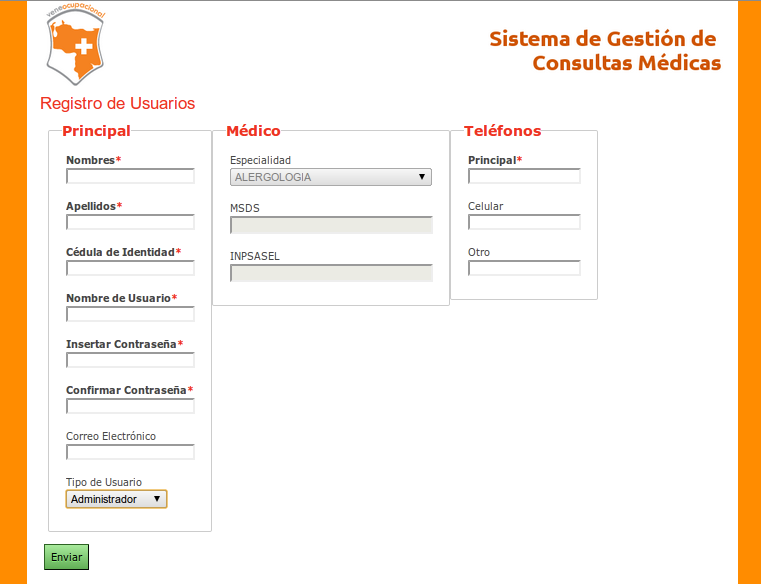 veneocupacional
Sistema de Gestión de
Consultas Médicas
Registro de Usuarios
Principal
Nombres*
Apellidos*
Cédula de Identidad*
Nombre de Usuario*
Insertar Contraseña*
Confirmar Contraseña*
Correo Electrónico
Tipo de Usuario
Administrador
Médico
Especialidad
ALERGOLOGIA
MSDS
INPSASEL
Teléfonos
Principal*
Celular
Otro
Enviar